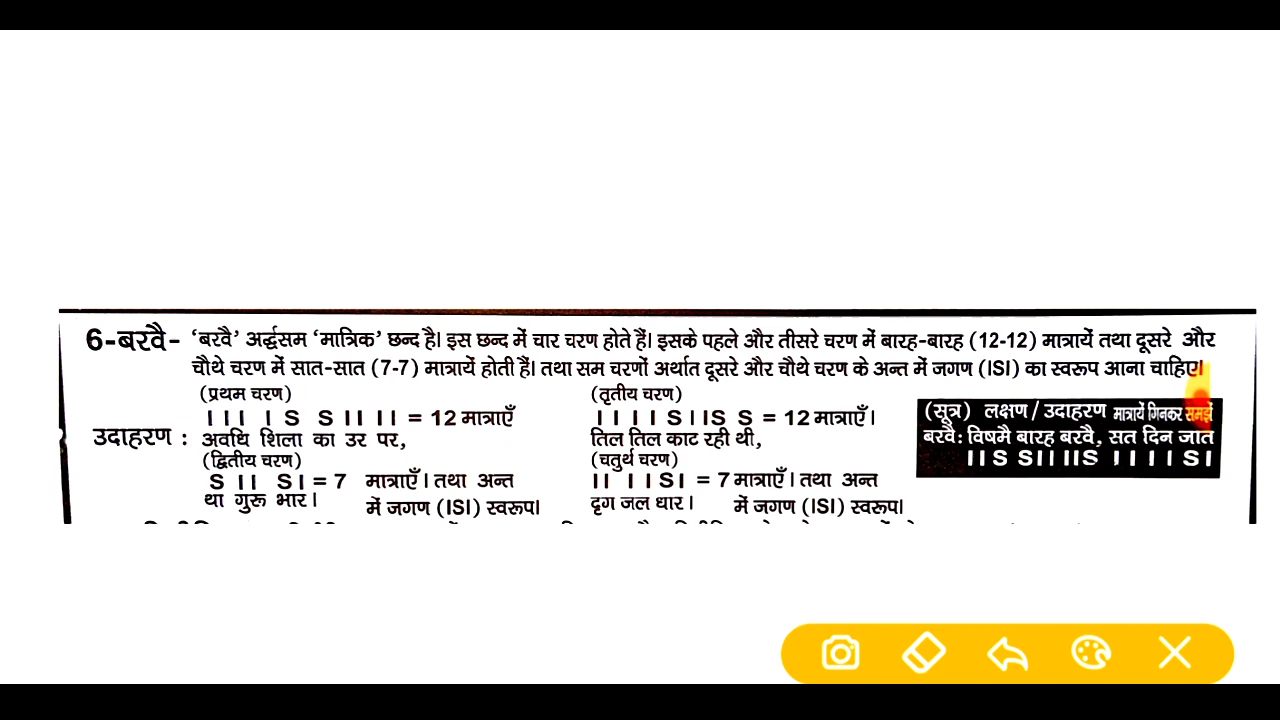 6-बरवै- ‘बरवै’ अर्द्धसम ‘मात्रिक’ छन्द है। इस छन्द में चार चरण होते हैं। इसके पहले और तीसरे चरण में बारह-बारह (12-12) मात्रायें तथा दूसरे और
चौथे चरण में सात-सात (7-7) मात्रायें होती हैं। तथा सम चरणों अर्थात दूसरे और चौथे चरण के अन्त में जगण (ISI) का स्वरूप आना चाहिए।
(प्रथम चरण)
I I I I S S I I I I = 12 मात्राएँ
उदाहरण : अवधि शिला का उर पर,
(द्वितीय चरण)
S I I S I = 7 मात्राएँ। तथा अन्त
था गुरू भार। में जगण (ISI) स्वरूप।
(तृतीय चरण)
I I I I S I I S S = 12 मात्राएँ।
तिल तिल काट रही थी,
(चतुर्थ चरण)
I I I I S I = 7 मात्राएँ। तथा अन्त
दृग जल धार। में जगण (ISI) स्वरूप।
(सूत्र) लक्षण / उदाहरण मात्रायें गिनकर समझें
बरवै: विषमै बारह बरवै, सत दिन जात
I I S S I I I I S I I I I S I